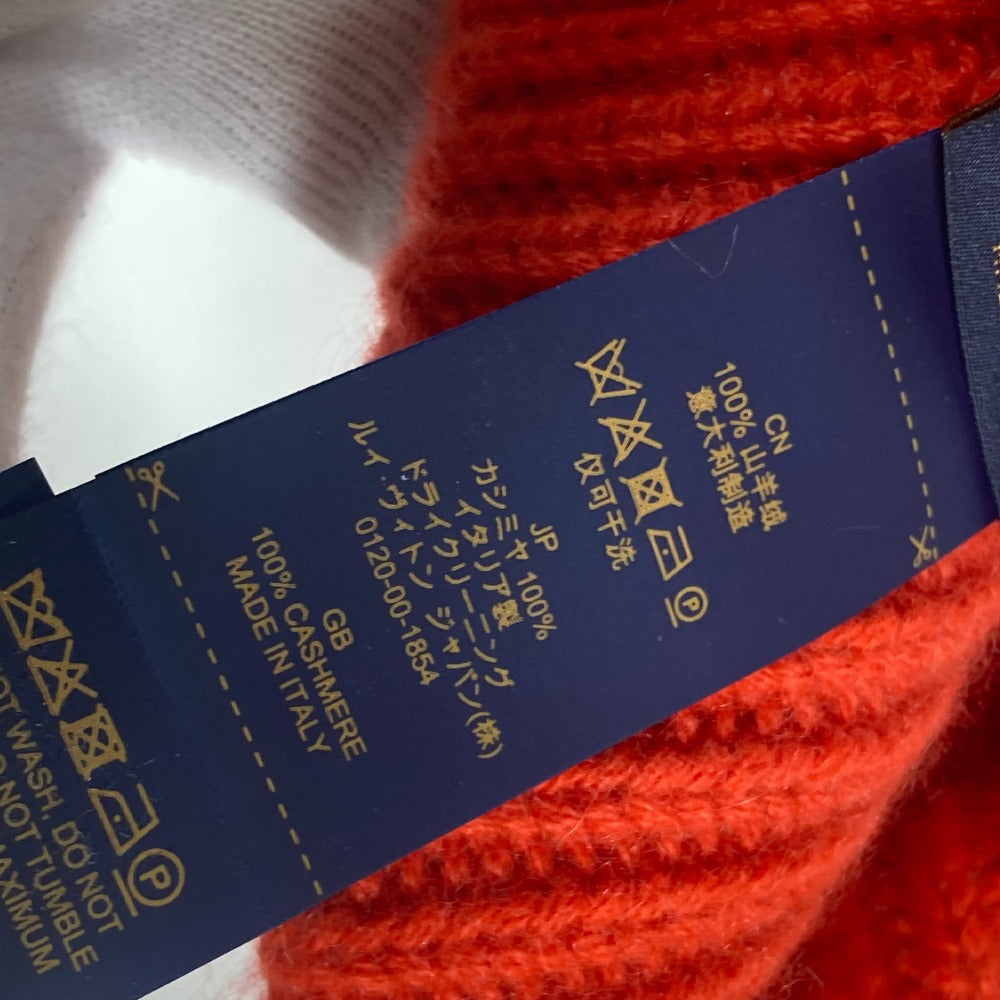 CN
100% 山羊绒
意大利制造
仅可干洗
JP
カシミヤ 100%
イタリア製
ドライクリーニング
ルイ・ヴィトン ジャパン(株)
0120-00-1854
GB
100% CASHMERE
MADE IN ITALY
P
NOT WASH, DO NOT
NOT TUMBLE
MAXIMUM
P